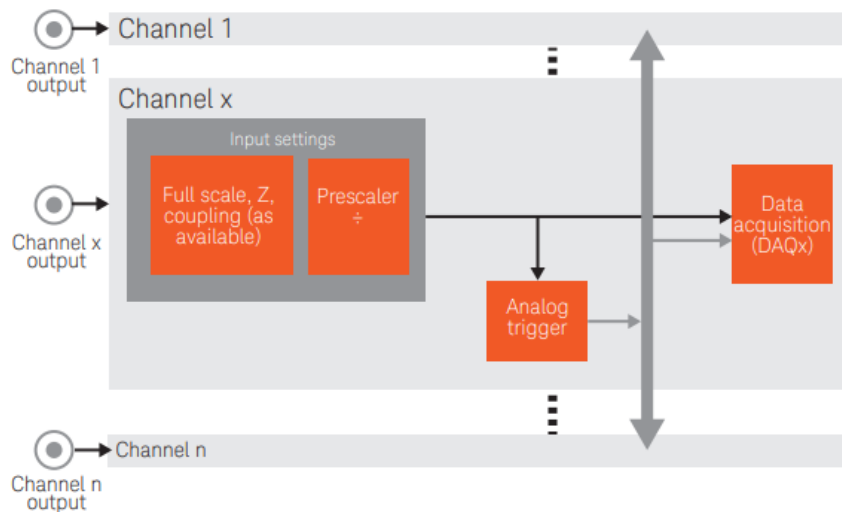 Channel 1
Channel 1
output
Channel x
Input settings
Full scale, Z,
coupling (as
available)
Prescaler
÷
Channel x
output
Data
acquisition
(DAQx)
Analog
trigger
Channel n
Channel n
output